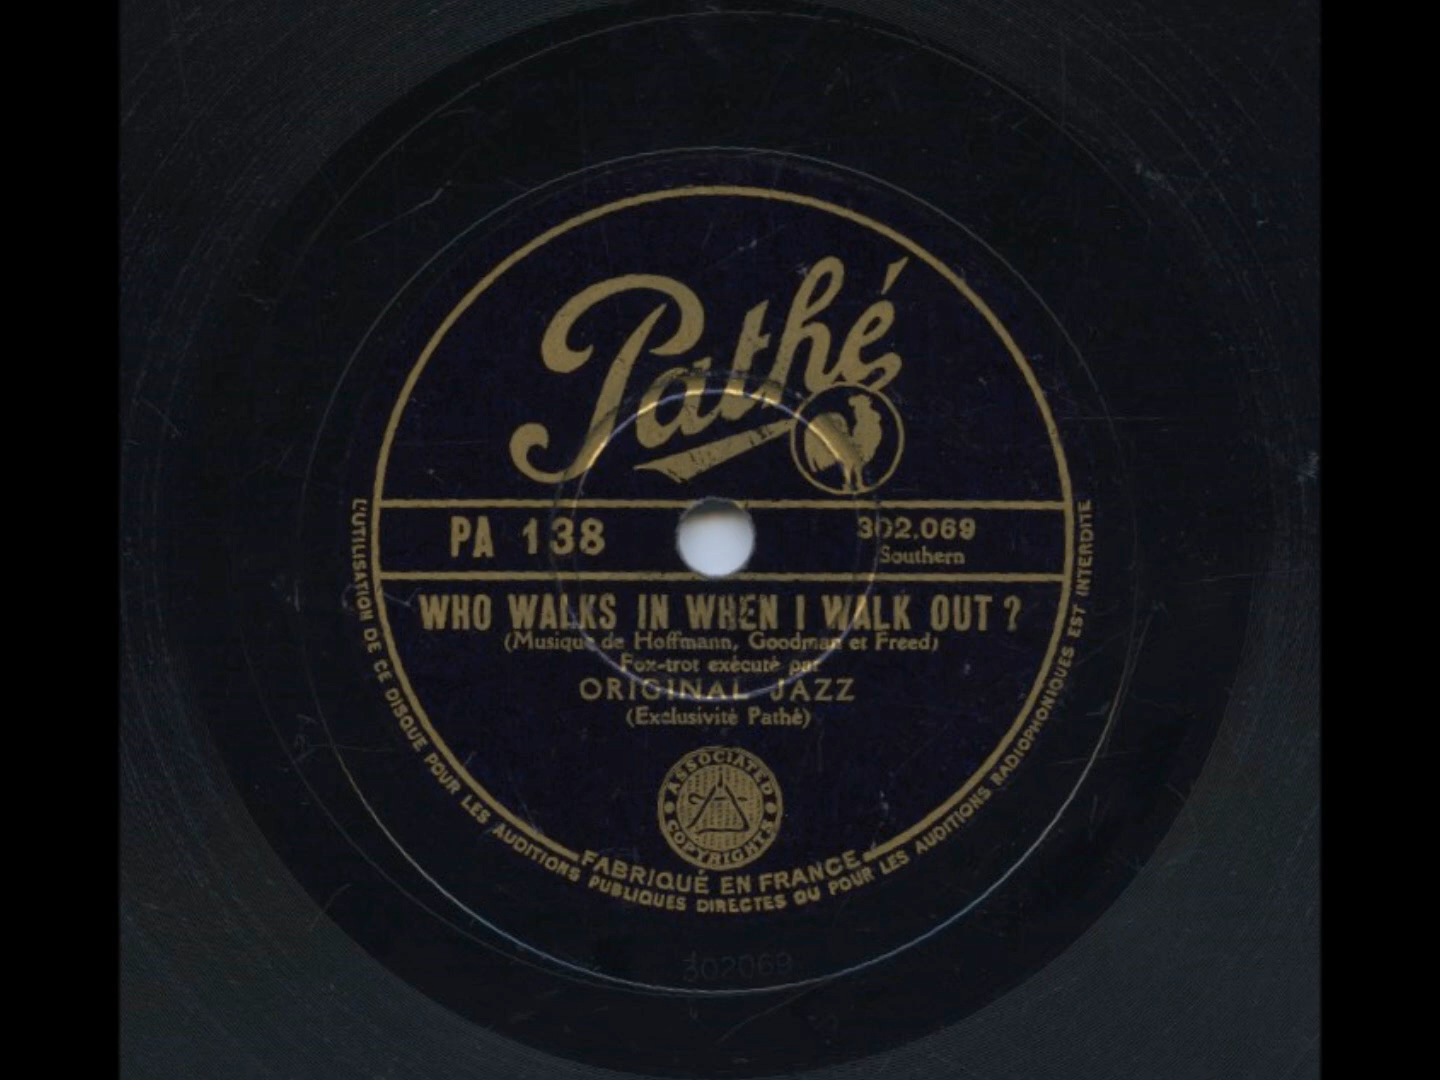 Pathé
PA 138
302.069
Southern
WHO WALKS IN WHEN I WALK OUT ?
(Musique de Hoffmann, Goodman et Freed)
Fox-trot exécuté par
ORIGINAL JAZZ
(Exclusivité Pathé)
ASSOCIATED
COPYRIGHTS
FABRIQUÉ EN FRANCE
L'UTILISATION DE CE DISQUE POUR LES AUDITIONS PUBLIQUES DIRECTES OU POUR LES AUDITIONS RADIOPHONIQUES EST INTERDITE
302069